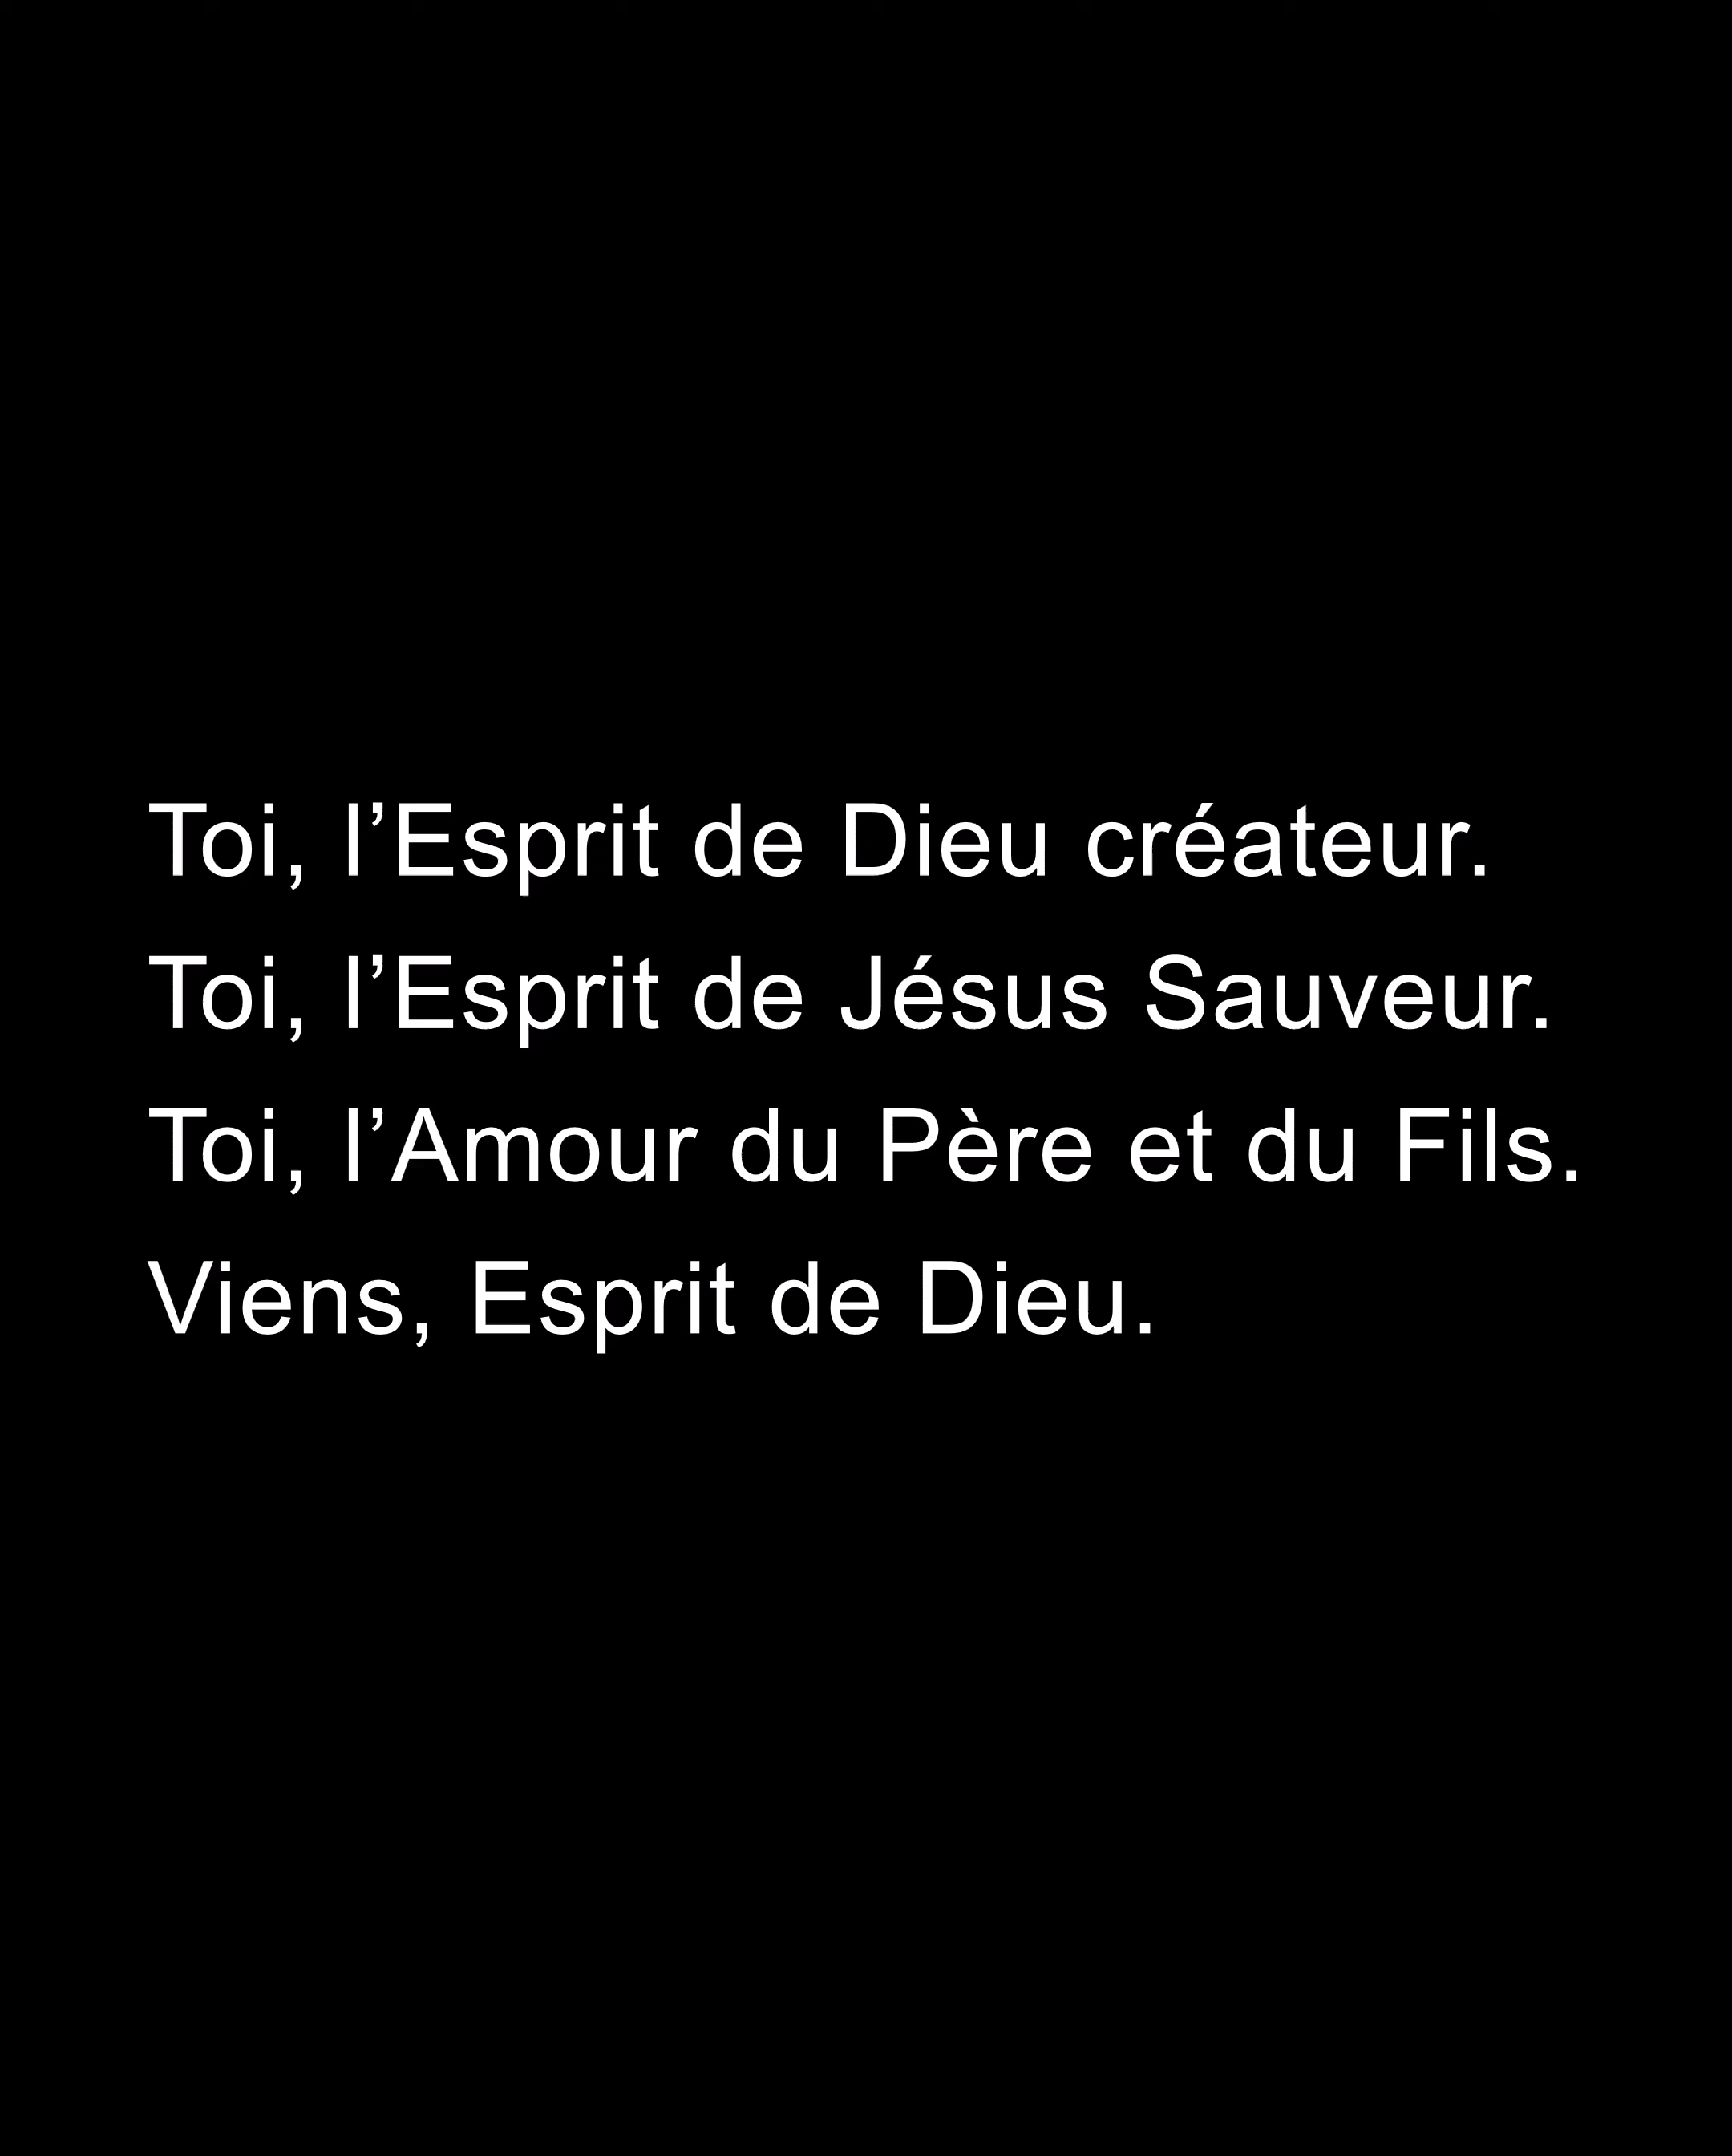 Toi, l’Esprit de Dieu créateur.
Toi, l’Esprit de Jésus Sauveur.
Toi, l’Amour du Père et du Fils.
Viens, Esprit de Dieu.